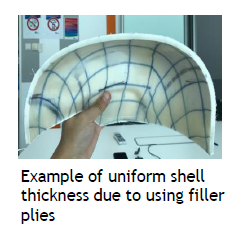 Example of uniform shell
thickness due to using filler
plies